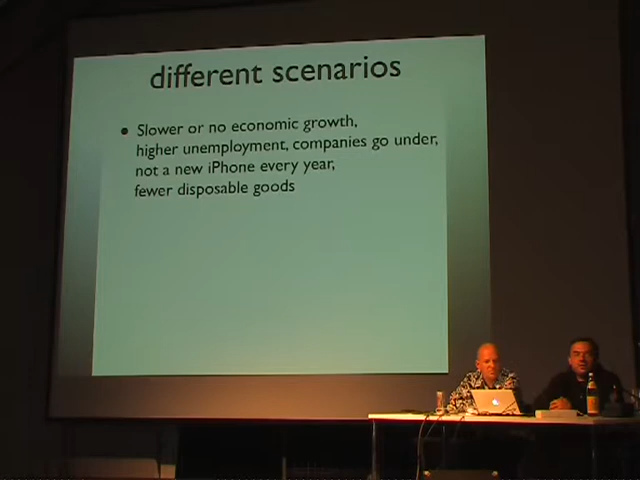 different scenarios
• Slower or no economic growth,
higher unemployment, companies go under,
not a new iPhone every year,
fewer disposable goods